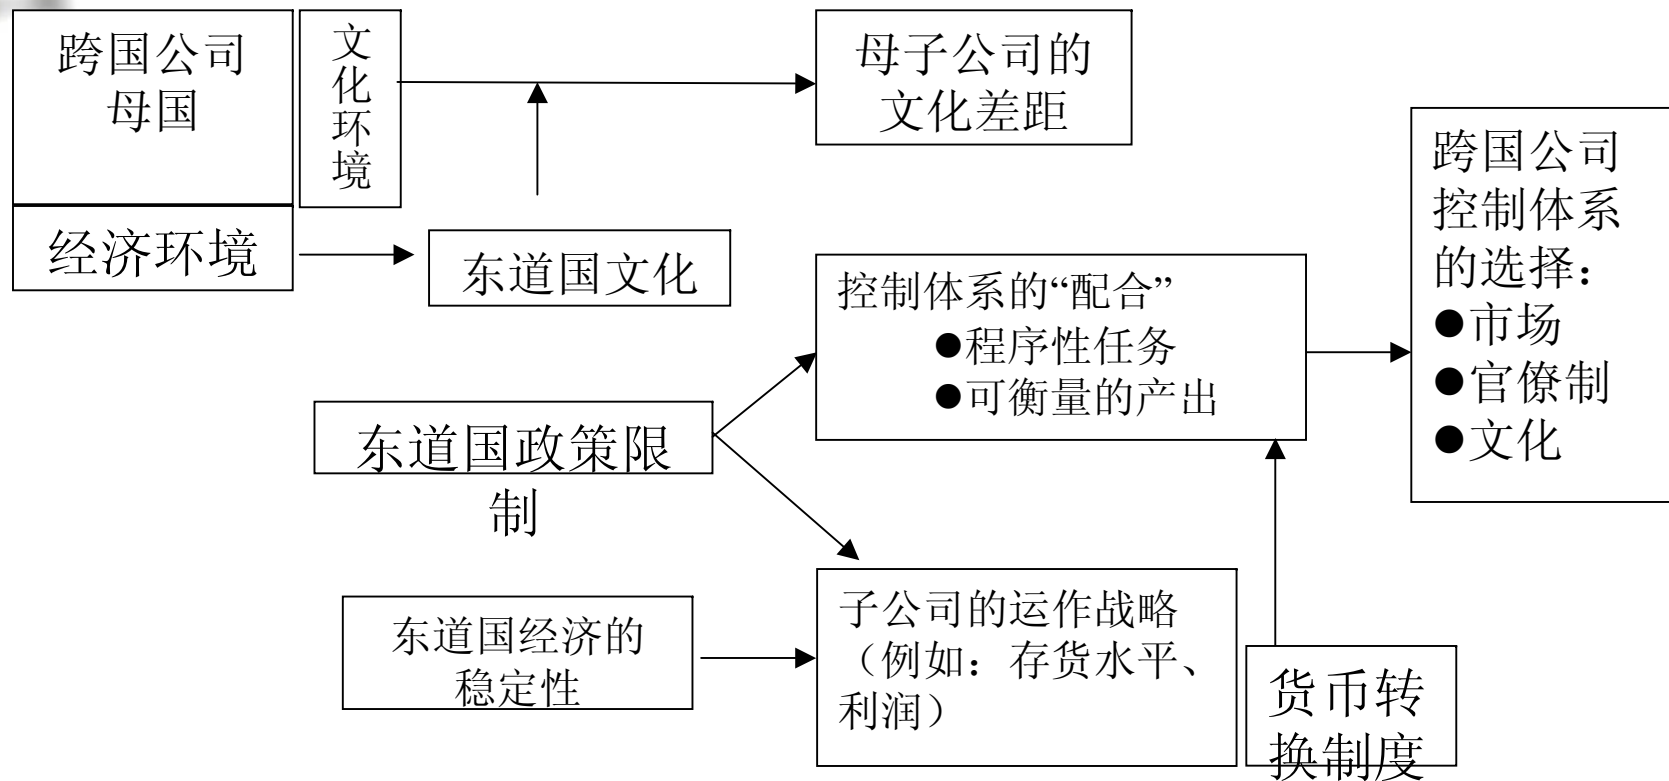 跨国公司
母国
文化环境
经济环境
东道国文化
母子公司的
文化差距
控制体系的“配合”
●程序性任务
●可衡量的产出
跨国公司
控制体系
的选择：
●市场
●官僚制
●文化
东道国政策限
制
东道国经济的
稳定性
子公司的运作战略
（例如：存货水平、
利润）
货币转
换制度